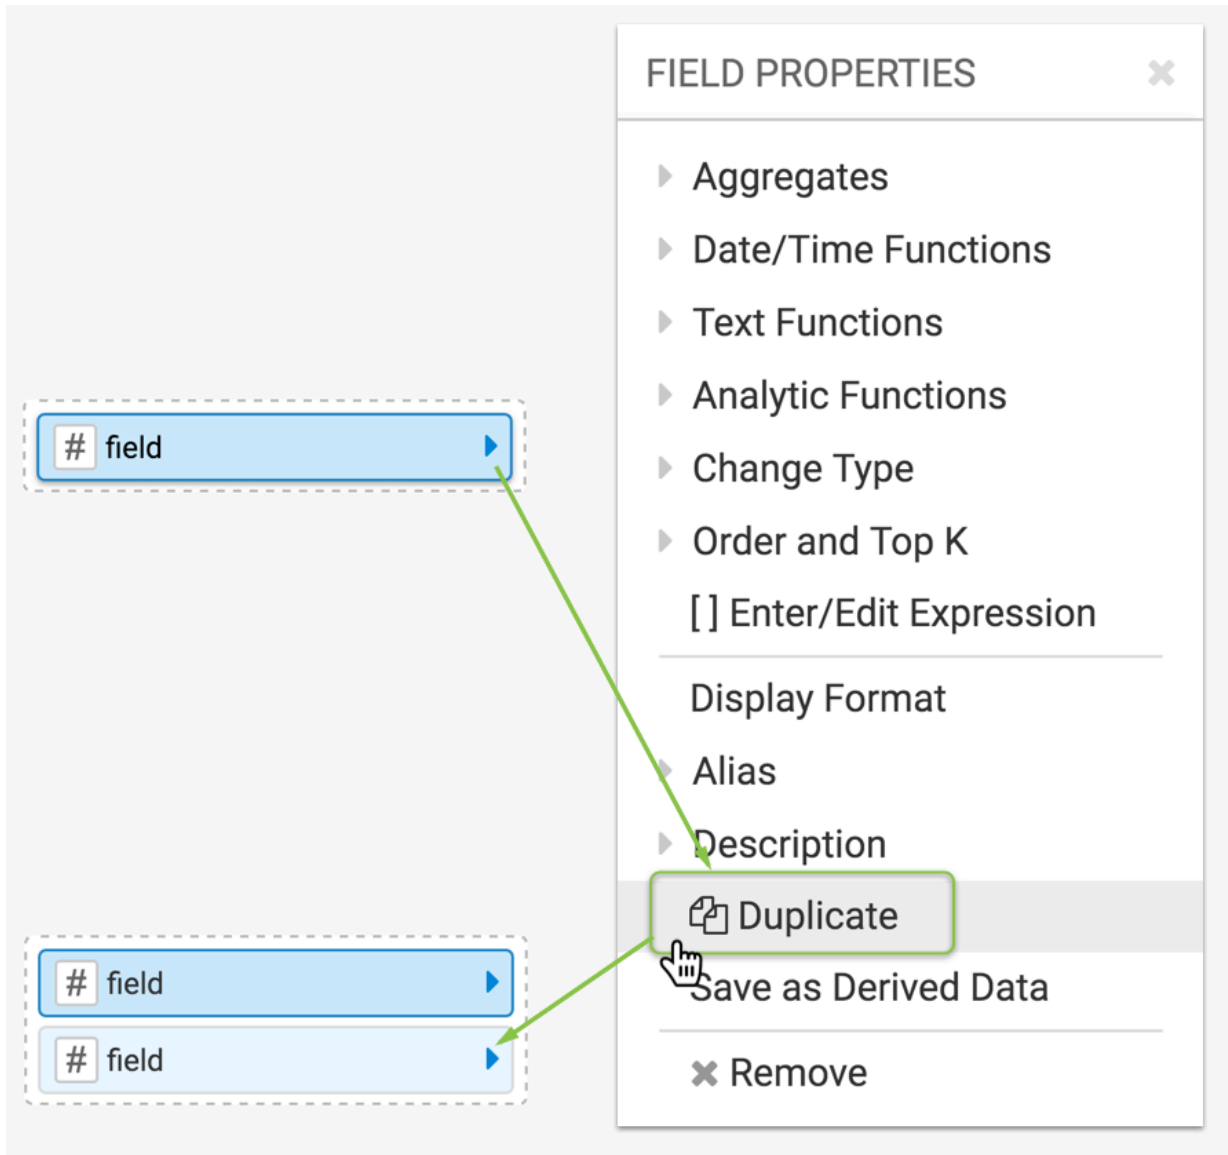 FIELD PROPERTIES
Aggregates
Date/Time Functions
Text Functions
Analytic Functions
# field
Change Type
Order and Top K
[ ] Enter/Edit Expression
Display Format
Alias
Description
Duplicate
# field
Save as Derived Data
# field
Remove